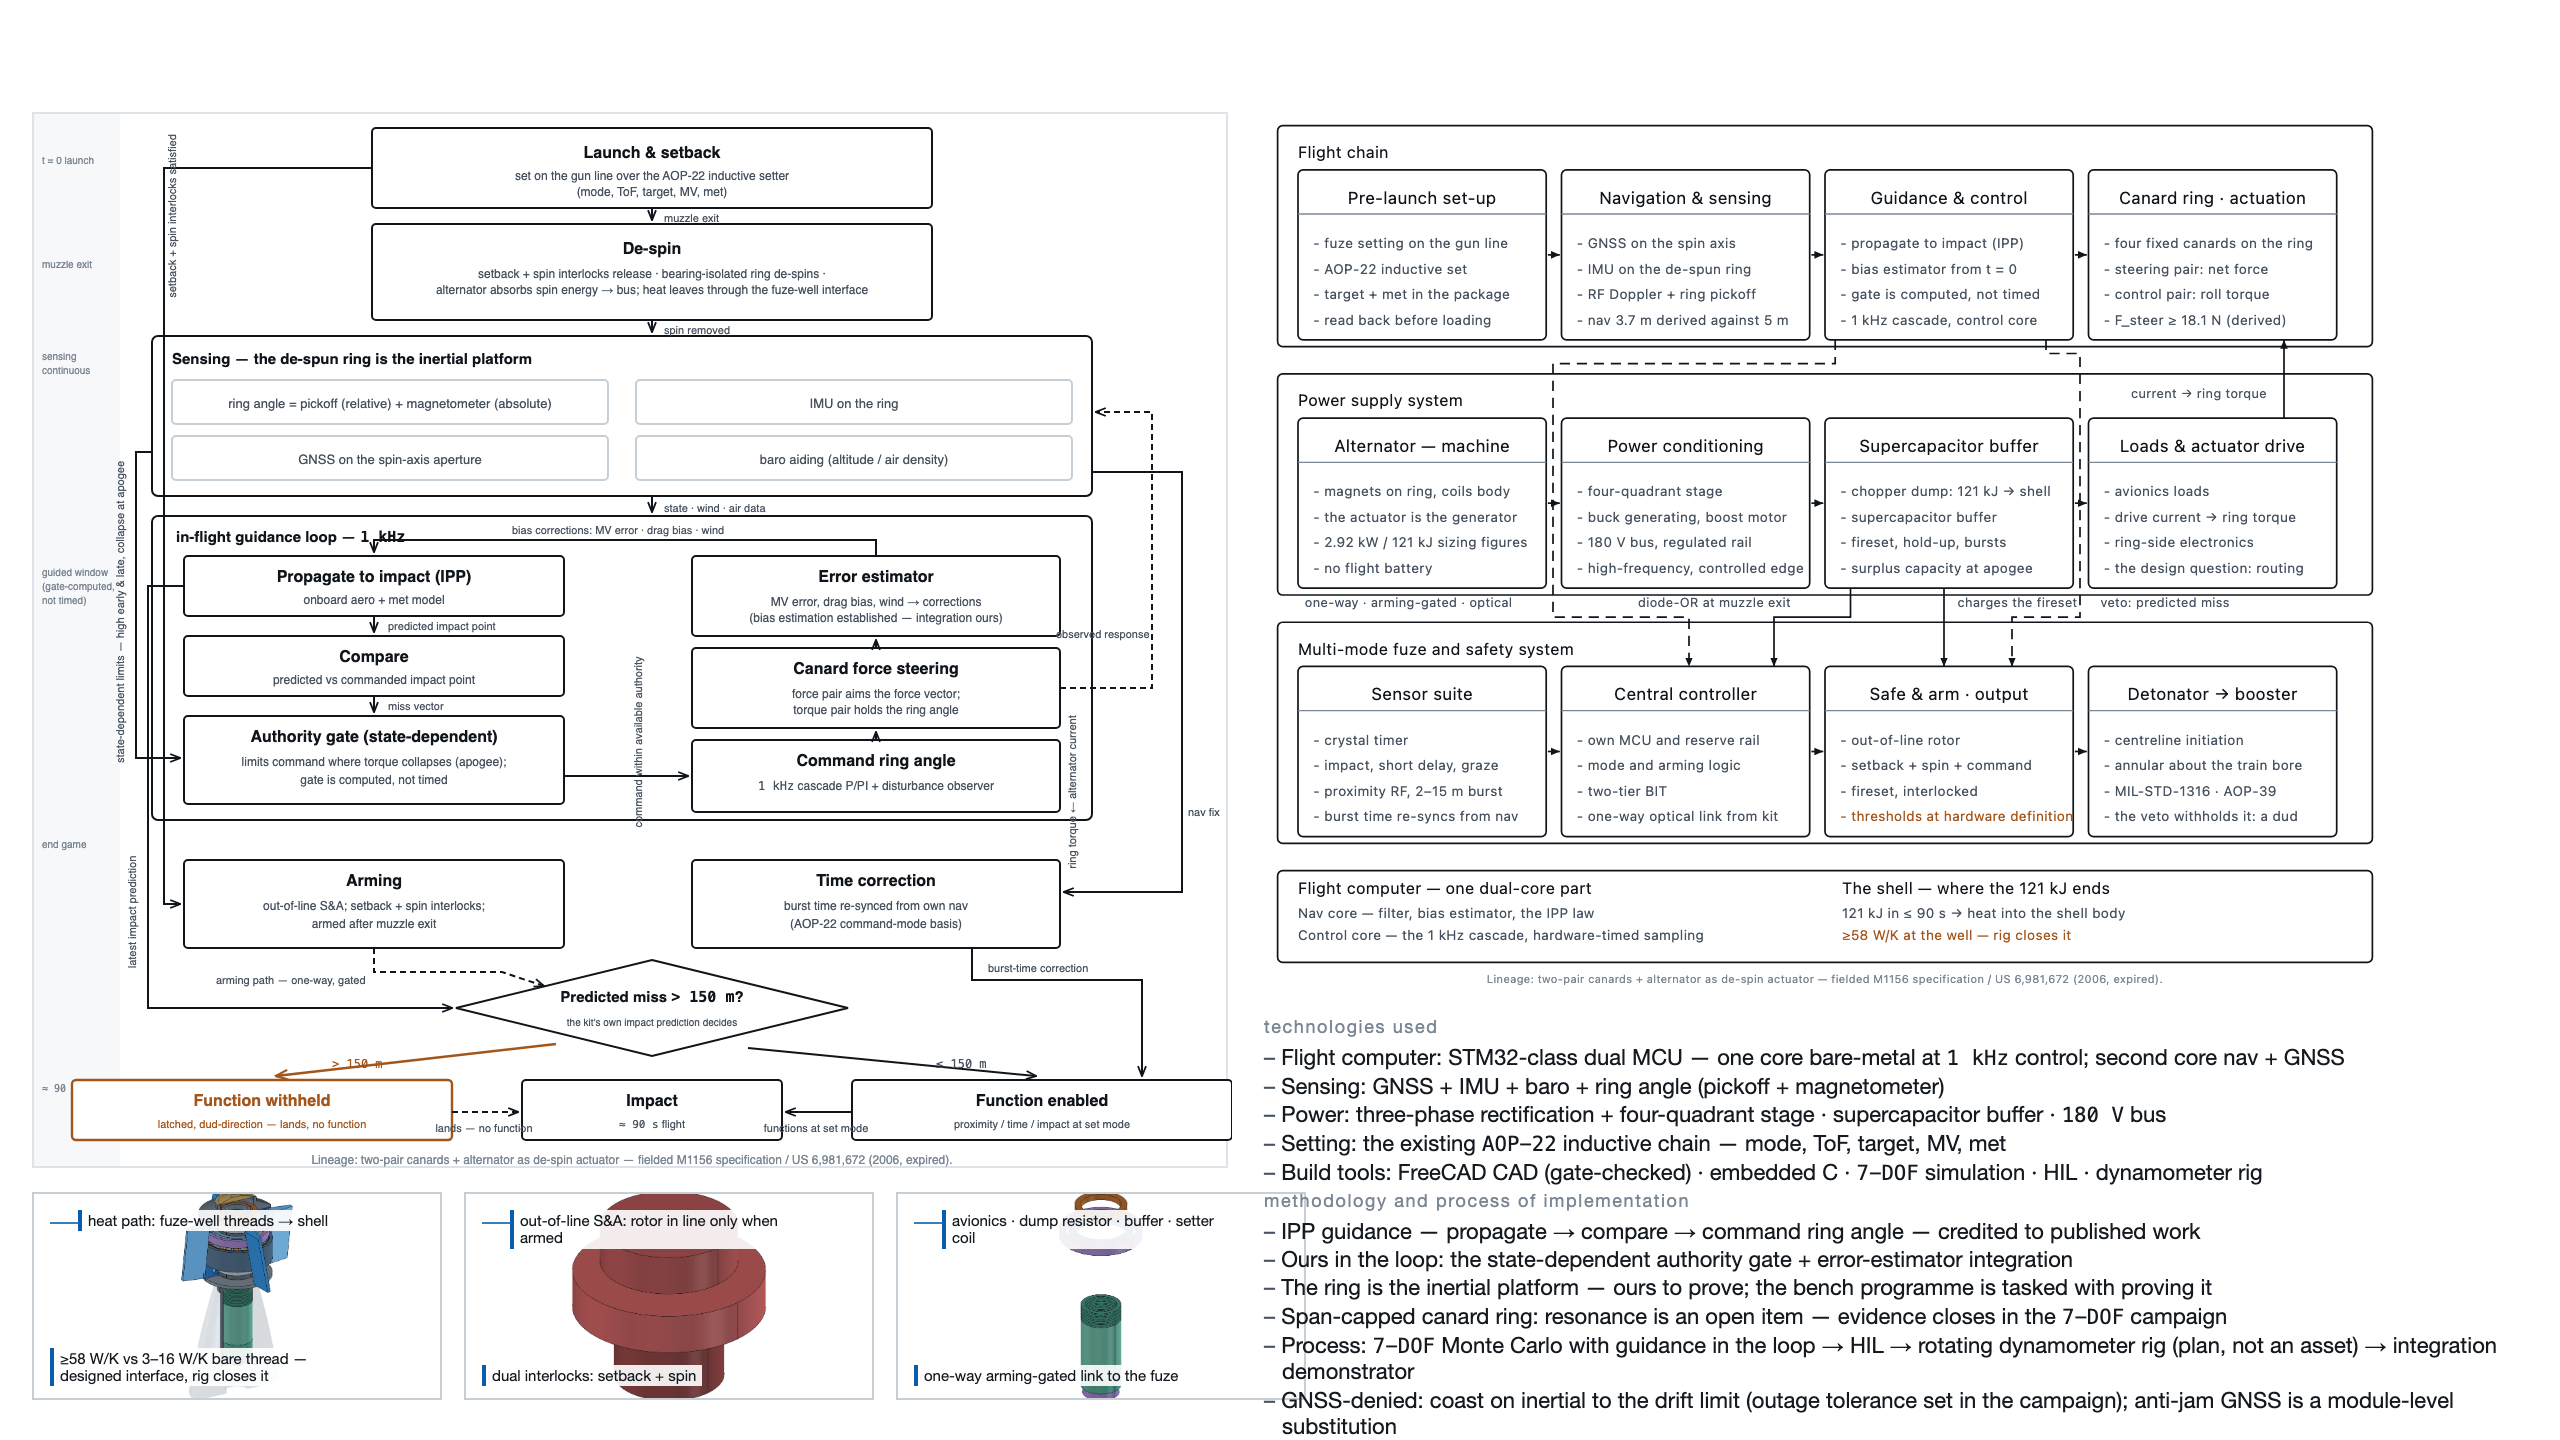 t = 0 launch
setback + spin interlocks satisfied
Launch & setback
set on the gun line over the AOP-22 inductive setter
(mode, ToF, target, MV, met)
muzzle exit
muzzle exit
De-spin
setback + spin interlocks release · bearing-isolated ring de-spins ·
alternator absorbs spin energy → bus; heat leaves through the fuze-well interface
spin removed
sensing
continuous
Sensing — the de-spun ring is the inertial platform
ring angle = pickoff (relative) + magnetometer (absolute)
IMU on the ring
GNSS on the spin-axis aperture
baro aiding (altitude / air density)
state · wind · air data
state-dependent limits — high early & late, collapse at apogee
in-flight guidance loop — 1 kHz
bias corrections: MV error · drag bias · wind
guided window
(gate-computed,
not timed)
Propagate to impact (IPP)
onboard aero + met model
predicted impact point
Compare
predicted vs commanded impact point
miss vector
Authority gate (state-dependent)
limits command where torque collapses (apogee);
gate is computed, not timed
command within available authority
Error estimator
MV error, drag bias, wind → corrections
(bias estimation established — integration ours)
observed response
Canard force steering
force pair aims the force vector;
torque pair holds the ring angle
Command ring angle
1 kHz cascade P/PI + disturbance observer
ring torque ← alternator current
nav fix
end game
latest impact prediction
Arming
out-of-line S&A; setback + spin interlocks;
armed after muzzle exit
Time correction
burst time re-synced from own nav
(AOP-22 command-mode basis)
arming path — one-way, gated
burst-time correction
Predicted miss > 150 m?
the kit's own impact prediction decides
> 150 m
≤ 150 m
≈ 90
Function withheld
latched, dud-direction — lands, no function
lands — no function
Impact
≈ 90 s flight
functions at set mode
Function enabled
proximity / time / impact at set mode
Lineage: two-pair canards + alternator as de-spin actuator — fielded M1156 specification / US 6,981,672 (2006, expired).
heat path: fuze-well threads → shell
≥58 W/K vs 3–16 W/K bare thread —
designed interface, rig closes it
out-of-line S&A: rotor in line only when
armed
dual interlocks: setback + spin
avionics · dump resistor · buffer · setter
coil
one-way arming-gated link to the fuze
Flight chain
Pre-launch set-up
- fuze setting on the gun line
- AOP-22 inductive set
- target + met in the package
- read back before loading
Navigation & sensing
- GNSS on the spin axis
- IMU on the de-spun ring
- RF Doppler + ring pickoff
- nav 3.7 m derived against 5 m
Guidance & control
- propagate to impact (IPP)
- bias estimator from t = 0
- gate is computed, not timed
- 1 kHz cascade, control core
Canard ring · actuation
- four fixed canards on the ring
- steering pair: net force
- control pair: roll torque
- F_steer ≥ 18.1 N (derived)
Power supply system
current → ring torque
Alternator — machine
- magnets on ring, coils body
- the actuator is the generator
- 2.92 kW / 121 kJ sizing figures
- no flight battery
Power conditioning
- four-quadrant stage
- buck generating, boost motor
- 180 V bus, regulated rail
- high-frequency, controlled edge
Supercapacitor buffer
- chopper dump: 121 kJ → shell
- supercapacitor buffer
- fireset, hold-up, bursts
- surplus capacity at apogee
Loads & actuator drive
- avionics loads
- drive current → ring torque
- ring-side electronics
- the design question: routing
one-way · arming-gated · optical
diode-OR at muzzle exit
charges the fireset
veto: predicted miss
Multi-mode fuze and safety system
Sensor suite
- crystal timer
- impact, short delay, graze
- proximity RF, 2–15 m burst
- burst time re-syncs from nav
Central controller
- own MCU and reserve rail
- mode and arming logic
- two-tier BIT
- one-way optical link from kit
Safe & arm · output
- out-of-line rotor
- setback + spin + command
- fireset, interlocked
- thresholds at hardware definition
Detonator → booster
- centreline initiation
- annular about the train bore
- MIL-STD-1316 · AOP-39
- the veto withholds it: a dud
Flight computer — one dual-core part
Nav core — filter, bias estimator, the IPP law
Control core — the 1 kHz cascade, hardware-timed sampling
The shell — where the 121 kJ ends
121 kJ in ≤ 90 s → heat into the shell body
≥58 W/K at the well — rig closes it
Lineage: two-pair canards + alternator as de-spin actuator — fielded M1156 specification / US 6,981,672 (2006, expired).
technologies used
– Flight computer: STM32-class dual MCU — one core bare-metal at 1 kHz control; second core nav + GNSS
– Sensing: GNSS + IMU + baro + ring angle (pickoff + magnetometer)
– Power: three-phase rectification + four-quadrant stage · supercapacitor buffer · 180 V bus
– Setting: the existing AOP–22 inductive chain — mode, ToF, target, MV, met
– Build tools: FreeCAD CAD (gate-checked) · embedded C · 7–DOF simulation · HIL · dynamometer rig
methodology and process of implementation
– IPP guidance — propagate → compare → command ring angle — credited to published work
– Ours in the loop: the state-dependent authority gate + error-estimator integration
– The ring is the inertial platform — ours to prove; the bench programme is tasked with proving it
– Span-capped canard ring: resonance is an open item — evidence closes in the 7–DOF campaign
– Process: 7–DOF Monte Carlo with guidance in the loop → HIL → rotating dynamometer rig (plan, not an asset) → integration
demonstrator
– GNSS-denied: coast on inertial to the drift limit (outage tolerance set in the campaign); anti-jam GNSS is a module-level
substitution